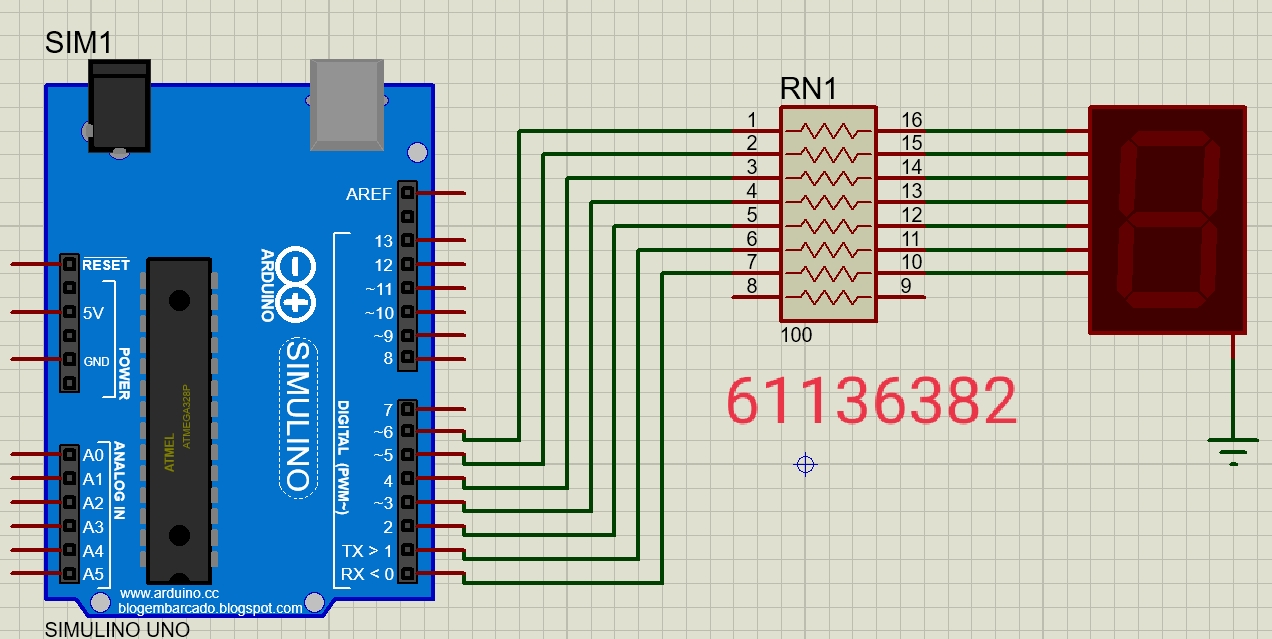 SIM1
RN1
1
2
3
4
5
6
7
8
16
15
14
13
12
11
10
9
100
61136382
AREF
13
12
~11
~10
~9
8
7
~6
~5
4
~3
2
TX > 1
RX < 0
DIGITAL (PWM~)
ARDUINO
SIMULINO
RESET
5V
GND
POWER
A0
A1
A2
A3
A4
A5
ANALOG IN
ATMEL
ATMEGA328P
www.arduino.cc
blogembarcado.blogspot.com
SIMULINO UNO